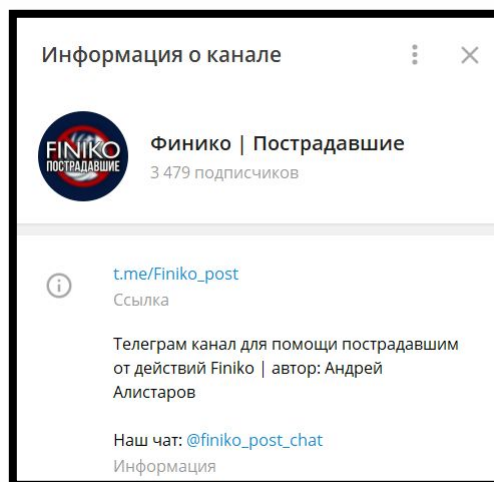 Информация о канале
FINIKO
ПОСТРАДАВШИЕ
Финико | Пострадавшие
3 479 подписчиков
t.me/Finiko_post
Ссылка
Телеграм канал для помощи пострадавшим
от действий Finiko | автор: Андрей
Алистаров
Наш чат: @finiko_post_chat
Информация